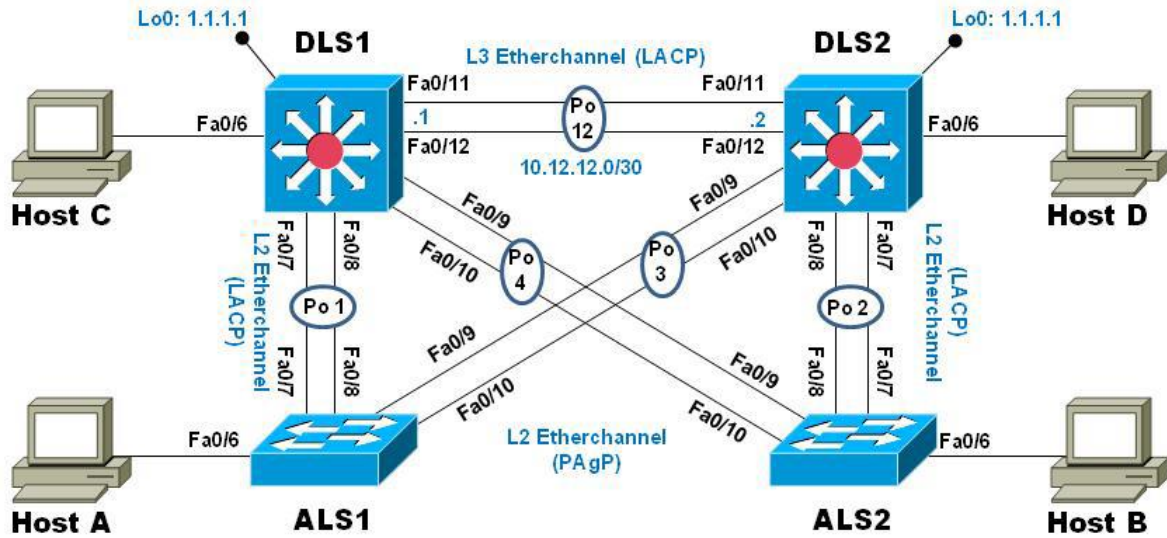 Lo0: 1.1.1.1
Lo0: 1.1.1.1
DLS1
DLS2
L3 Etherchannel (LACP)
Fa0/11
Fa0/11
Fa0/6
.1
Po
12
.2
Fa0/6
Fa0/12
Fa0/12
10.12.12.0/30
Host C
Host D
Fa0/9
Fa0/10
Fa0/9
Fa0/10
Fa0/7
Fa0/8
Fa0/8
Fa0/7
L2 Etherchannel
(LACP)
Po 1
Po
4
Po
3
Po 2
(LACP)
L2 Etherchannel
Fa0/7
Fa0/8
Fa0/9
Fa0/10
Fa0/9
Fa0/10
Fa0/8
Fa0/7
L2 Etherchannel
(PAgP)
Fa0/6
Fa0/6
Host A
ALS1
ALS2
Host B